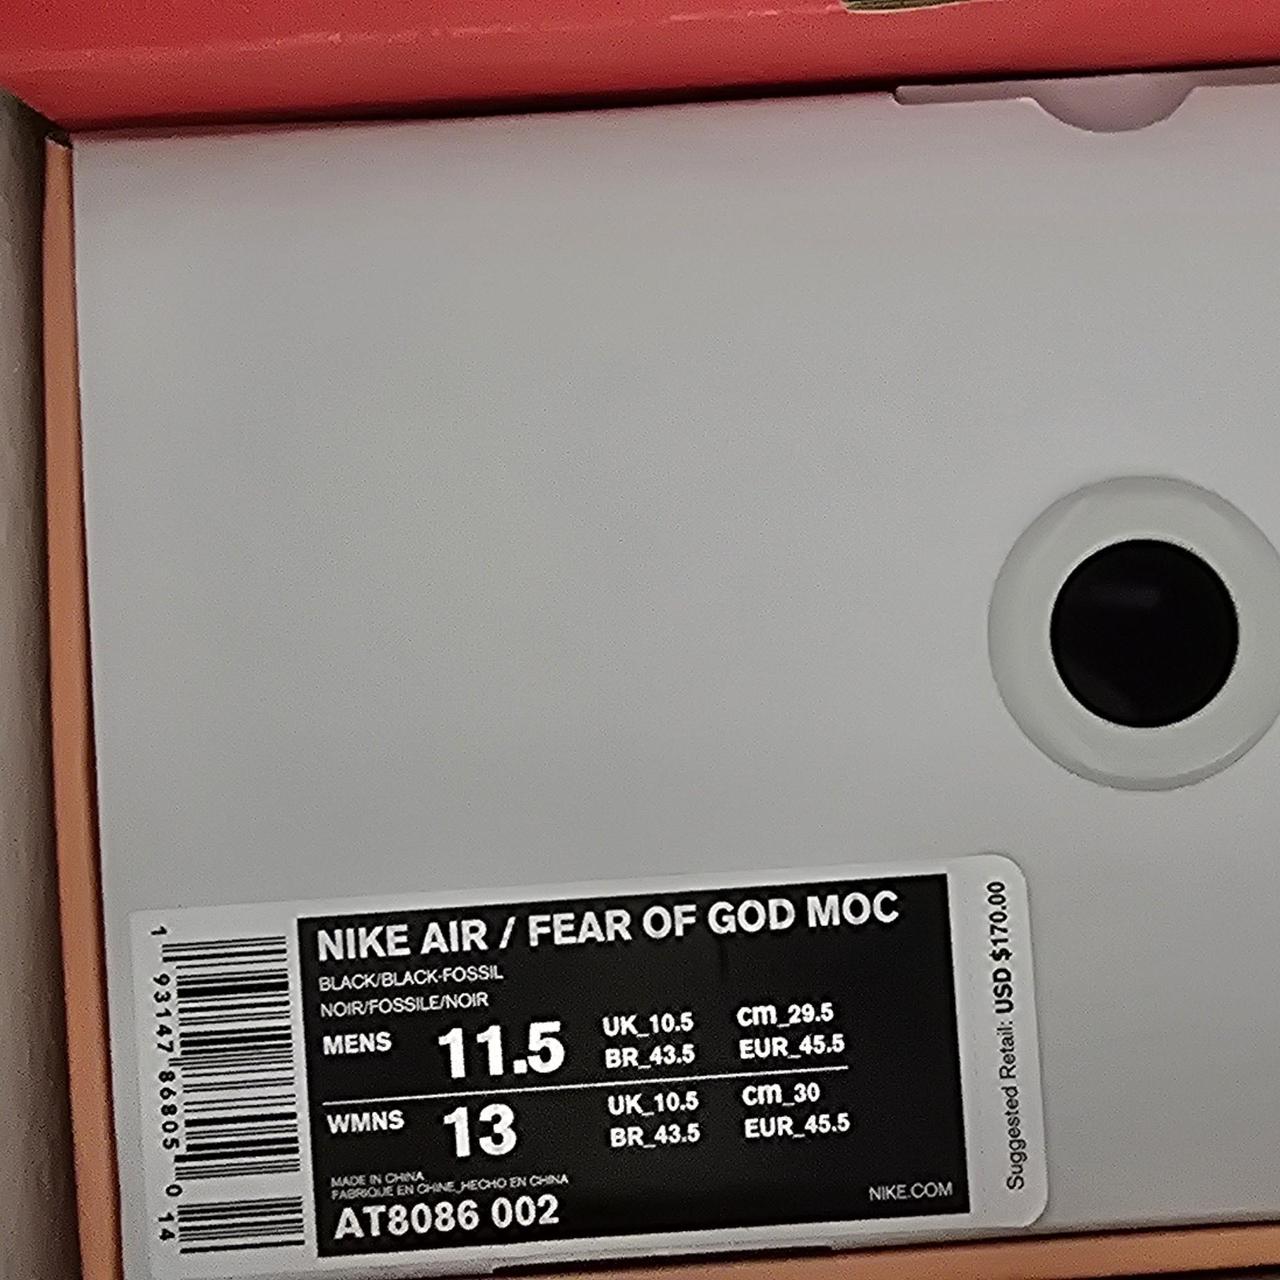 NIKE AIR / FEAR OF GOD MOC
BLACK/BLACK-FOSSIL
NOIR/FOSSILE/NOIR
MENS 11.5 UK_10.5 cm_29.5
BR_43.5 EUR_45.5
WMNS 13 UK_10.5 cm_30
BR_43.5 EUR_45.5
MADE IN CHINA
FABRIQUE EN CHINE_HECHO EN CHINA
AT8086 002
NIKE.COM
Suggested Retail: USD $170.00
1 93147 86805 0 14